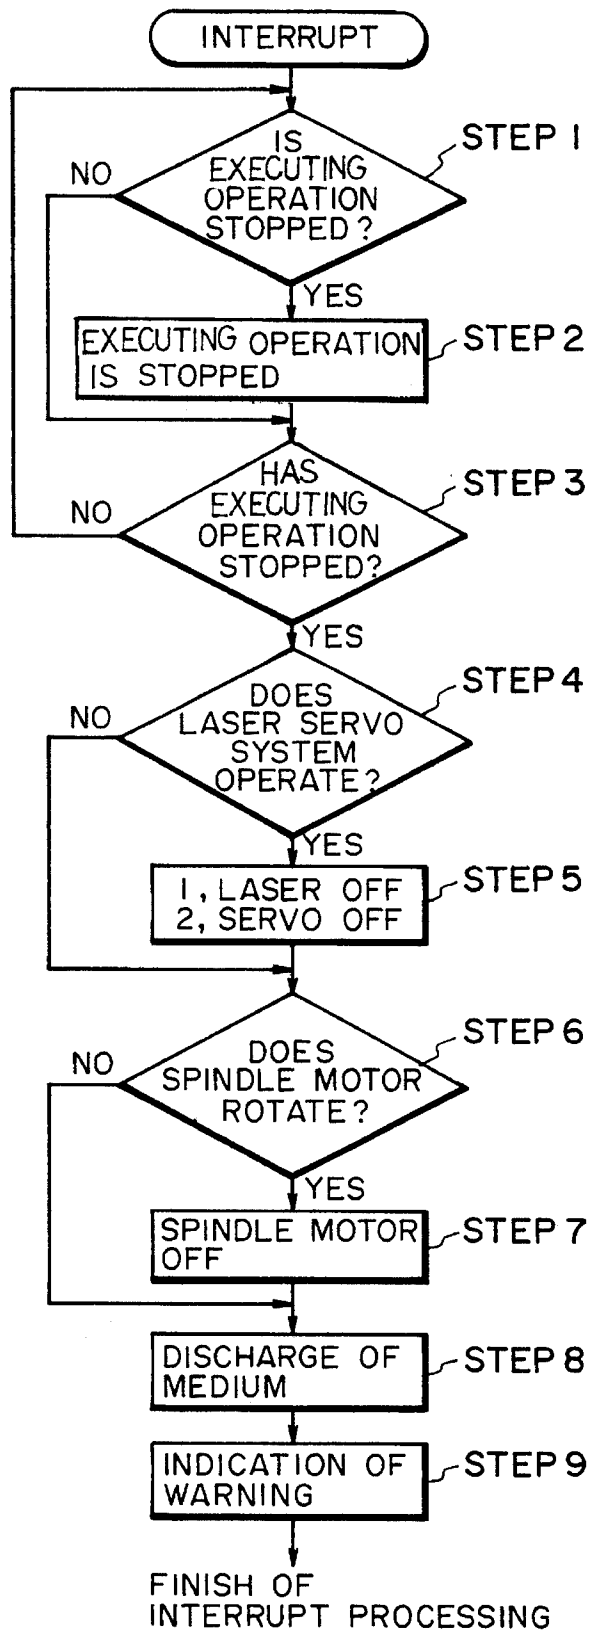 INTERRUPT
IS
EXECUTING
OPERATION
STOPPED?
STEP 1
NO
YES
EXECUTING OPERATION
IS STOPPED
STEP 2
HAS
EXECUTING
OPERATION
STOPPED?
STEP 3
NO
YES
DOES
LASER SERVO
SYSTEM
OPERATE?
STEP 4
NO
YES
1, LASER OFF
2, SERVO OFF
STEP 5
DOES
SPINDLE MOTOR
ROTATE?
STEP 6
NO
YES
SPINDLE MOTOR
OFF
STEP 7
DISCHARGE OF
MEDIUM
STEP 8
INDICATION OF
WARNING
STEP 9
FINISH OF
INTERRUPT PROCESSING